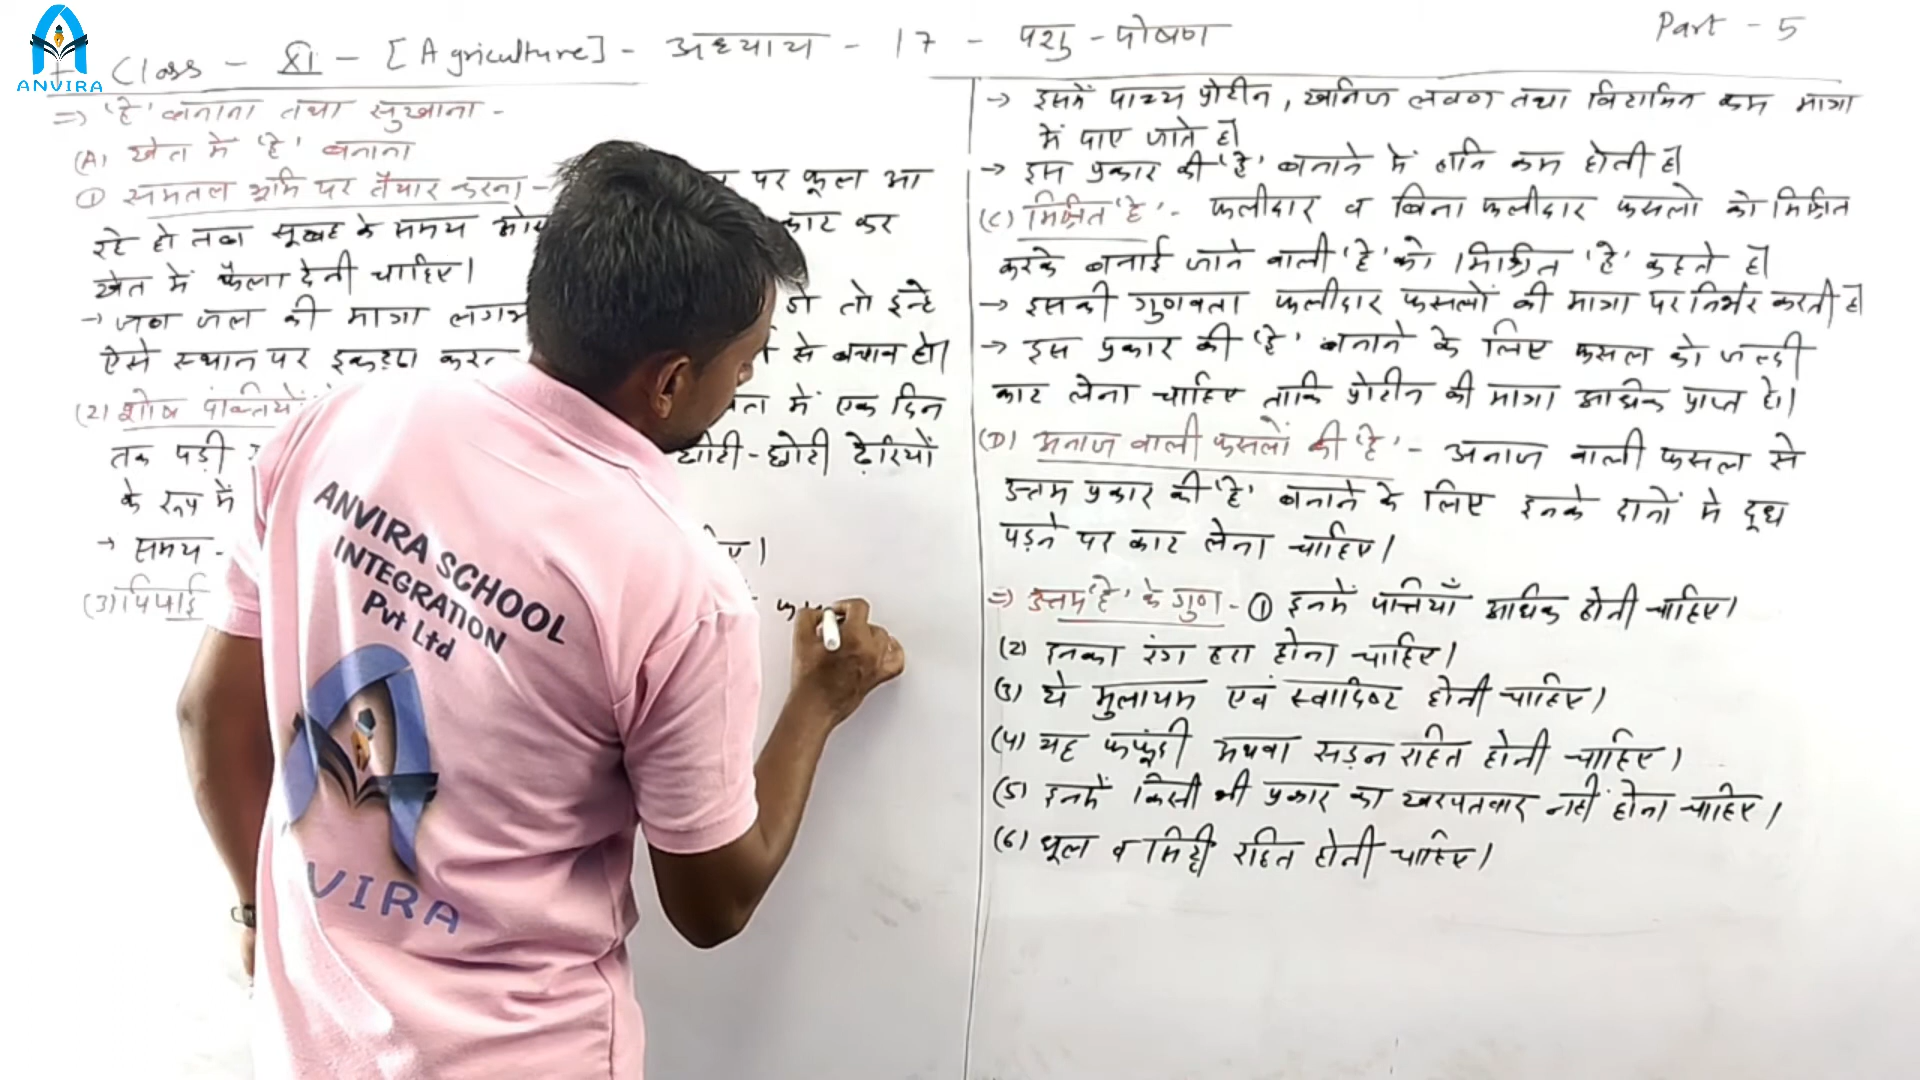 ANVIRA
Class - XI - [Agriculture] - अध्याय - 17 - पशु - पोषण
Part - 5
⇒ 'हे' बनाना तथा सुखाना -
(A) खेत में 'हे' बनाना
① समतल भूमि पर तैयार करना -
पर फूल आ
रहे हो तब सुबह के समय
काट कर
खेत में फैला देनी चाहिए।
→ जब जल की मात्रा
हो तो इन्हे
ऐसे स्थान पर इकट्ठा
से बचाव हो।
(2) शोष पंक्तियों
में एक दिन
तक पड़ी
छोटी - छोटी ढेरियों
के रूप में
→ समय -
(3) तिपाई
ANVIRA SCHOOL
INTEGRATION
Pvt Ltd
VIRA
→ इसमें पाच्य प्रोटीन, खनिज लवण तथा विटामिन कम मात्रा
में पाए जाते है।
→ इस प्रकार की 'हे' बनाने में हानि कम होती है।
(C) मिश्रित 'हे' - फलीदार व बिना फलीदार फसलो को मिश्रित
करके बनाई जाने वाली 'हे' को मिश्रित 'हे' कहते है।
→ इसकी गुणवता फलीदार फसलों की मात्रा पर निर्भर करती है।
→ इस प्रकार की 'हे' बनाने के लिए फसल को जल्दी
काट लेना चाहिए ताकि प्रोटीन की मात्रा अधिक प्राप्त हो।
(D) अनाज वाली फसलों की 'हे' - अनाज वाली फसल से
उत्तम प्रकार की 'हे' बनाने के लिए इनके दानों मे दूध
पड़ने पर काट लेना चाहिए।
⇒ उत्तम 'हे' के गुण - ① इनमें पत्तियाँ अधिक होनी चाहिए।
(2) इनका रंग हरा होना चाहिए।
(3) ये मुलायम एवं स्वादिष्ट होनी चाहिए।
(4) यह फफूंदी अथवा सड़न रहित होनी चाहिए।
(5) इनमें किसी भी प्रकार का खरपतवार नहीं होना चाहिए।
(6) धूल व मिट्टी रहित होनी चाहिए।